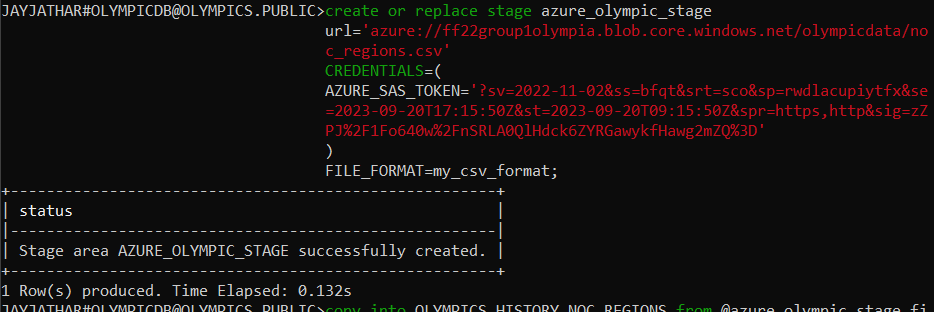 JAYJATHAR#OLYMPICDB@OLYMPICS.PUBLIC>create or replace stage azure_olympic_stage
url='azure://ff22group1olympia.blob.core.windows.net/olympicdata/no
c_regions.csv'
CREDENTIALS=(
AZURE_SAS_TOKEN='?sv=2022-11-02&ss=bfqt&srt=sco&sp=rwdlacupiytfx&se
=2023-09-20T17:15:50Z&st=2023-09-20T09:15:50Z&spr=https,http&sig=zZ
PJ%2F1Fo640w%2FnSRLA0QlHdck6ZYRGawykfHawg2mZQ%3D'
)
FILE_FORMAT=my_csv_format;
+----------------------------------------------------+
| status                                             |
|----------------------------------------------------|
| Stage area AZURE_OLYMPIC_STAGE successfully created. |
+----------------------------------------------------+
1 Row(s) produced. Time Elapsed: 0.132s
JAYJATHAR#OLYMPICDB@OLYMPICS.PUBLIC>copy into OLYMPICS_HISTORY_NOC_REGIONS from @azure_olympic_stage fi